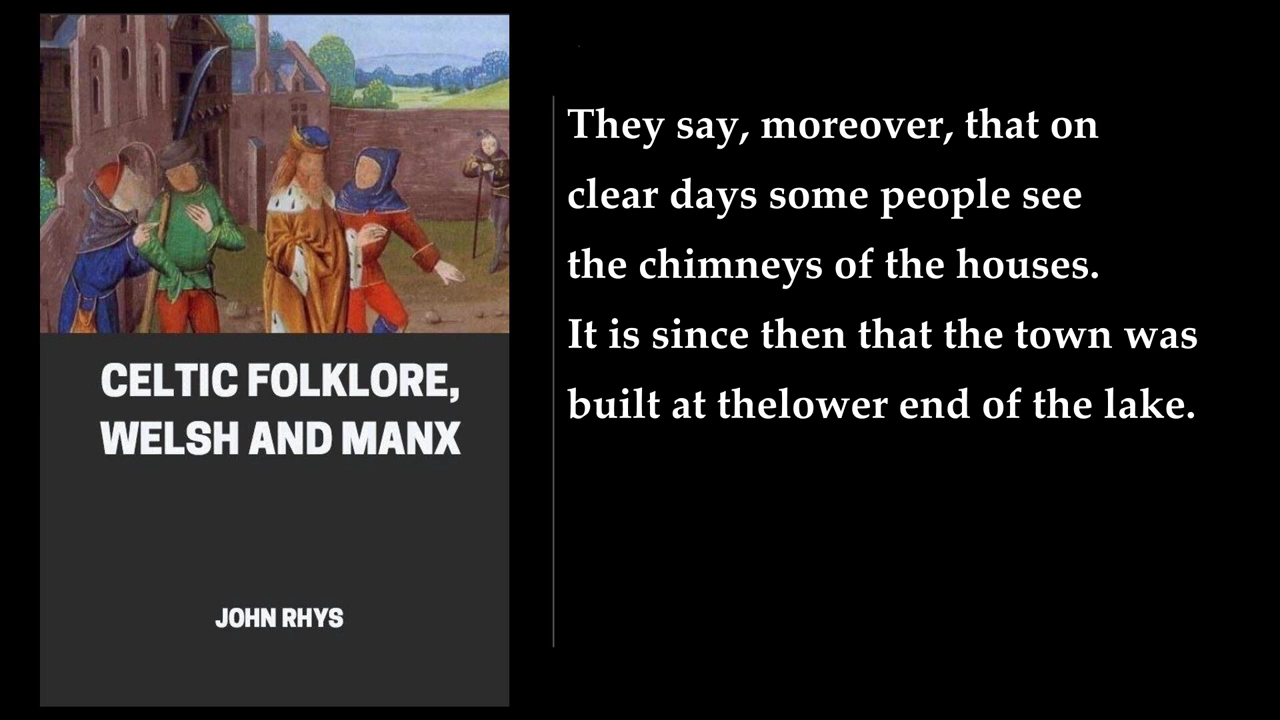 CELTIC FOLKLORE,
WELSH AND MANX
JOHN RHYS
They say, moreover, that on
clear days some people see
the chimneys of the houses.
It is since then that the town was
built at thelower end of the lake.